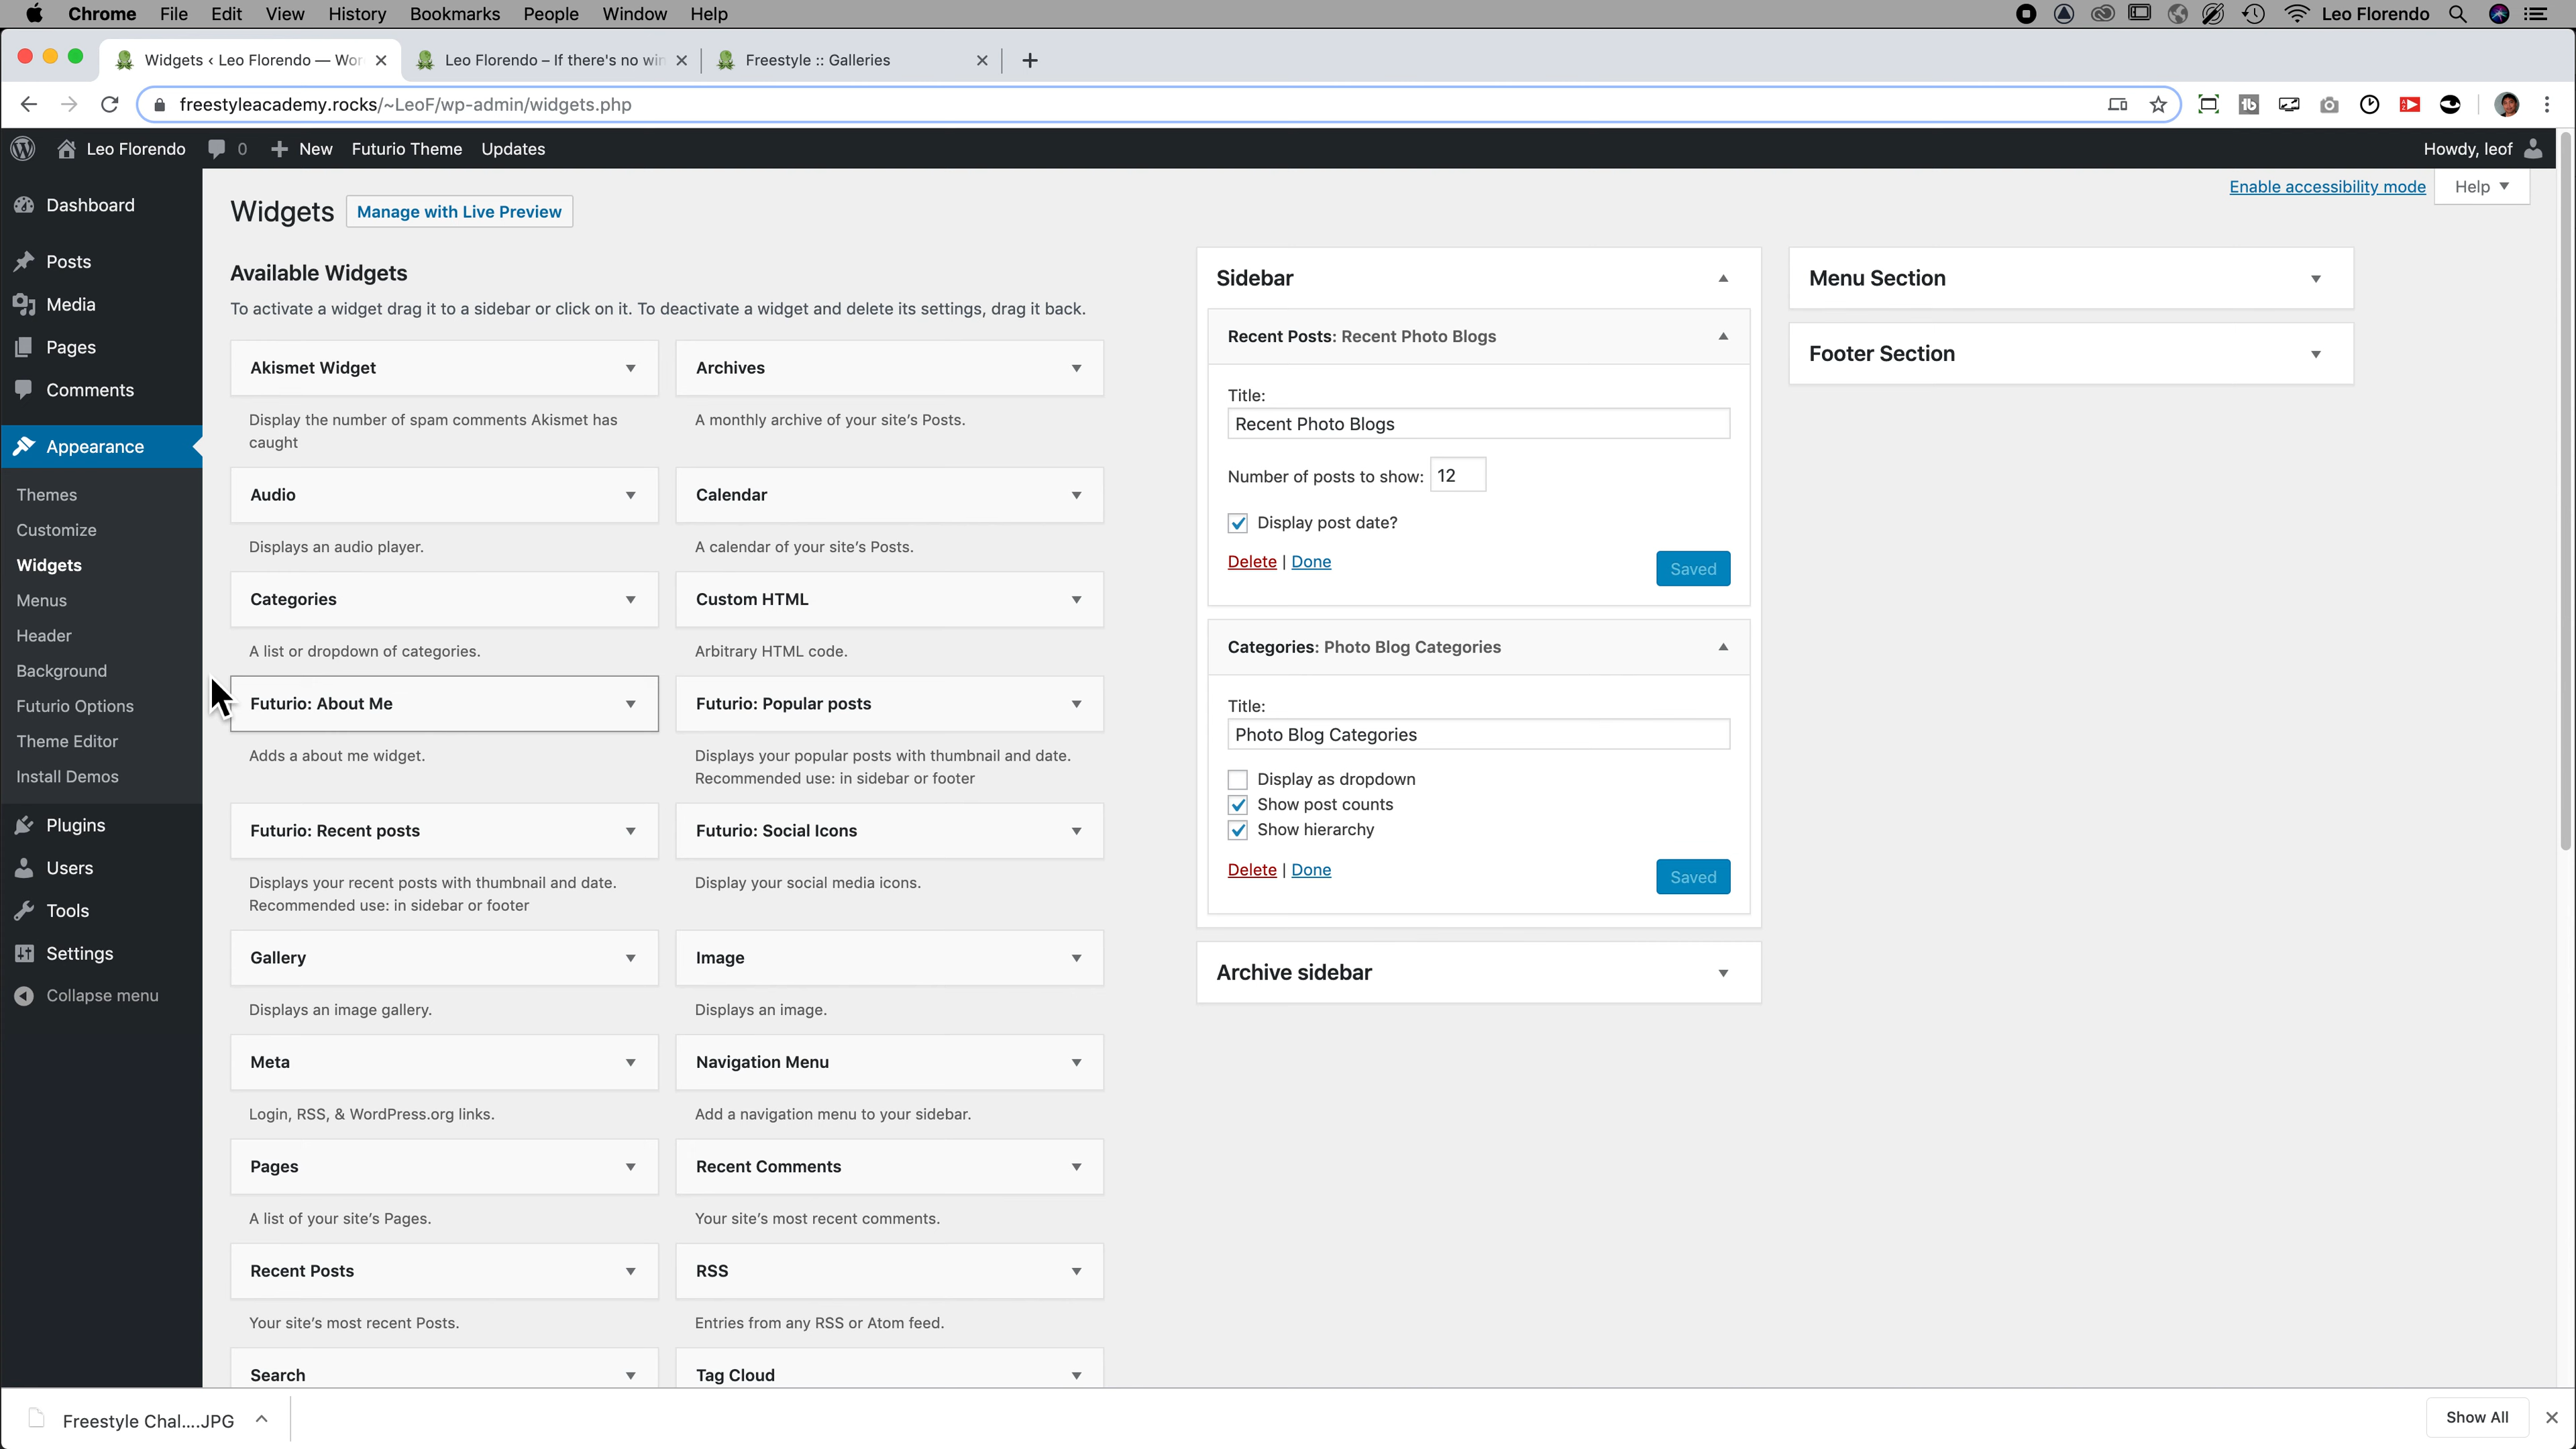 Chrome File Edit View History Bookmarks People Window Help Leo Florendo
Widgets ‹ Leo Florendo — Wor
Leo Florendo – If there's no win
Freestyle :: Galleries
freestyleacademy.rocks/~LeoF/wp-admin/widgets.php
Leo Florendo 0 New Futurio Theme Updates Howdy, leof
Dashboard
Posts
Media
Pages
Comments
Appearance
Themes
Customize
Widgets
Menus
Header
Background
Futurio Options
Theme Editor
Install Demos
Plugins
Users
Tools
Settings
Collapse menu
Enable accessibility mode Help
Widgets Manage with Live Preview
Available Widgets
To activate a widget drag it to a sidebar or click on it. To deactivate a widget and delete its settings, drag it back.
Akismet Widget
Display the number of spam comments Akismet has
caught
Archives
A monthly archive of your site's Posts.
Audio
Displays an audio player.
Calendar
A calendar of your site's Posts.
Categories
A list or dropdown of categories.
Custom HTML
Arbitrary HTML code.
Futurio: About Me
Adds a about me widget.
Futurio: Popular posts
Displays your popular posts with thumbnail and date.
Recommended use: in sidebar or footer
Futurio: Recent posts
Displays your recent posts with thumbnail and date.
Recommended use: in sidebar or footer
Futurio: Social Icons
Display your social media icons.
Gallery
Displays an image gallery.
Image
Displays an image.
Meta
Login, RSS, & WordPress.org links.
Navigation Menu
Add a navigation menu to your sidebar.
Pages
A list of your site's Pages.
Recent Comments
Your site's most recent comments.
Recent Posts
Your site's most recent Posts.
RSS
Entries from any RSS or Atom feed.
Search
Tag Cloud
Sidebar
Recent Posts: Recent Photo Blogs
Title:
Recent Photo Blogs
Number of posts to show: 12
Display post date?
Delete | Done Saved
Categories: Photo Blog Categories
Title:
Photo Blog Categories
Display as dropdown
Show post counts
Show hierarchy
Delete | Done Saved
Archive sidebar
Menu Section
Footer Section
Freestyle Chal....JPG
Show All